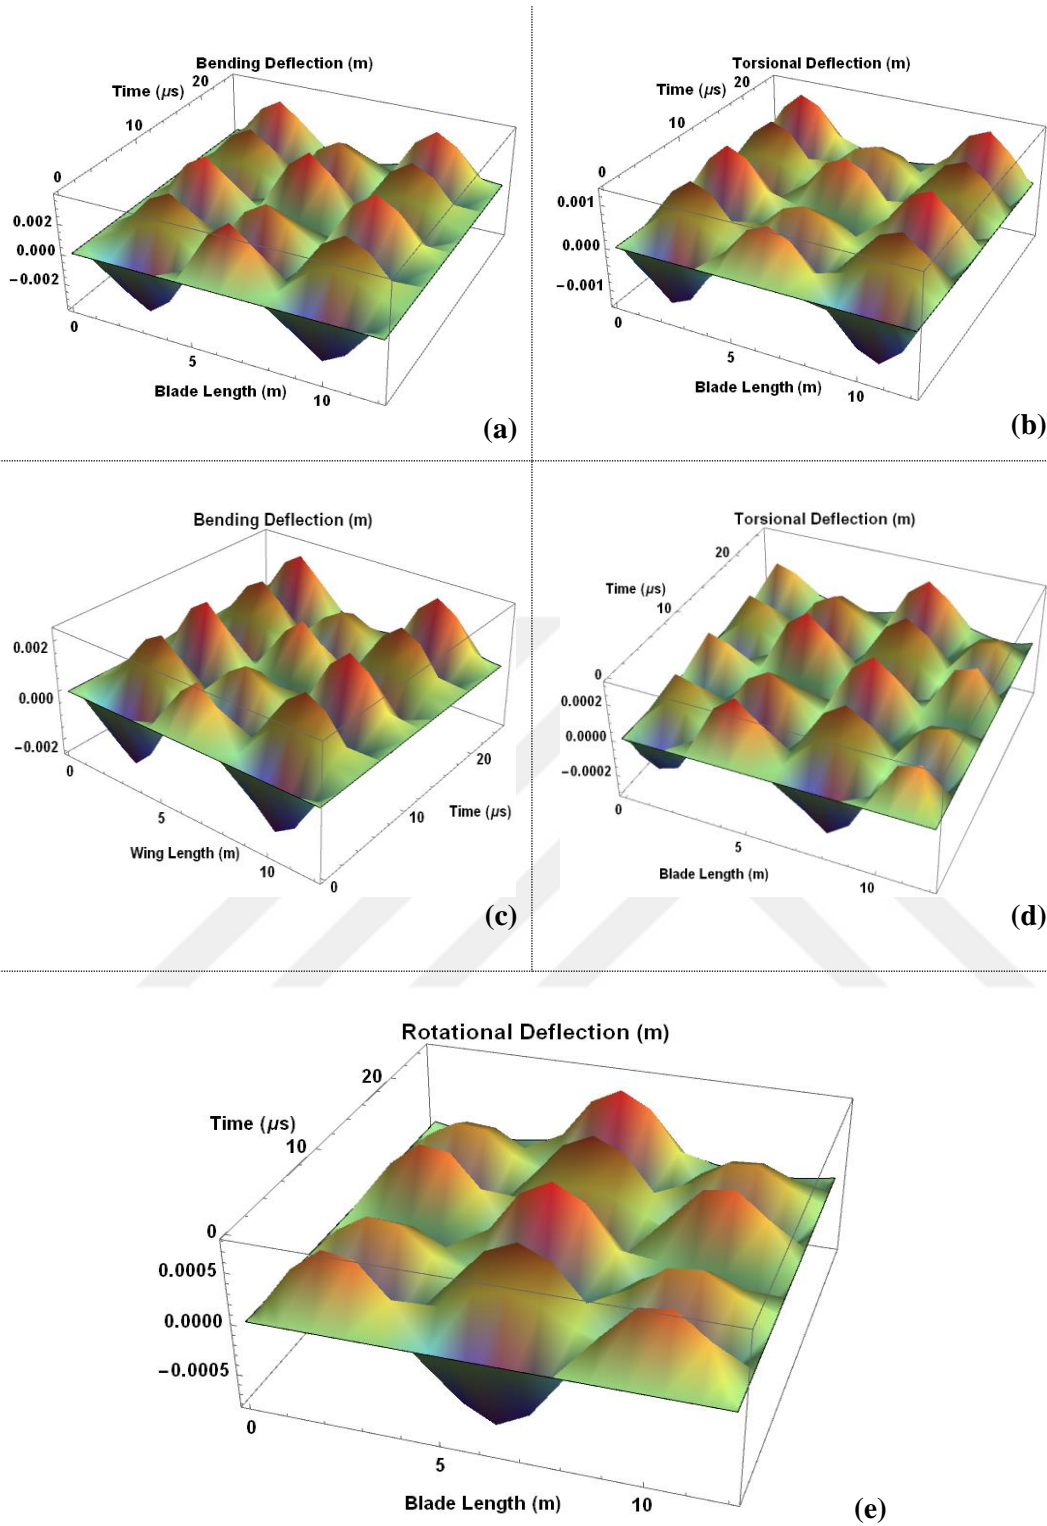 Bending Deflection (m)
Time (µs)
20
10
0
0.002
0.000
−0.002
0
5
10
Blade Length (m)
(a)
Torsional Deflection (m)
Time (µs)
20
10
0
0.001
0.000
−0.001
0
5
10
Blade Length (m)
(b)
Bending Deflection (m)
0.002
0.000
−0.002
0
5
10
Wing Length (m)
20
10
0
Time (µs)
(c)
Torsional Deflection (m)
20
Time (µs)
10
0
0.0002
0.0000
−0.0002
0
5
10
Blade Length (m)
(d)
Rotational Deflection (m)
20
Time (µs)
10
0
0.0005
0.0000
−0.0005
0
5
10
Blade Length (m)
(e)